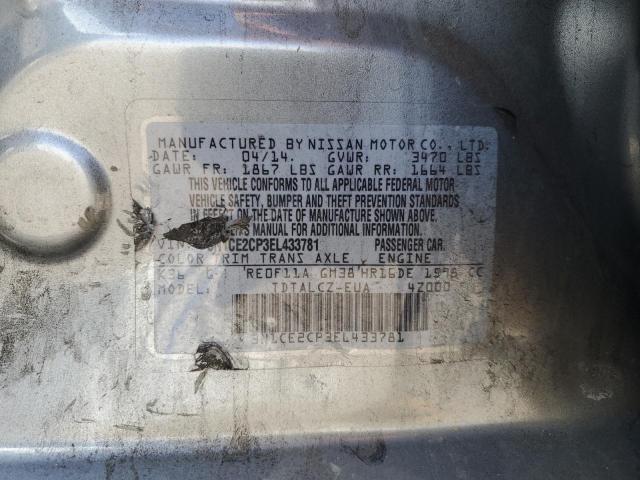 MANUFACTURED BY NISSAN MOTOR CO., LTD.
DATE: 04/14. GVWR: 3470 LBS
GAWR FR: 1867 LBS GAWR RR: 1664 LBS
THIS VEHICLE CONFORMS TO ALL APPLICABLE FEDERAL MOTOR
VEHICLE SAFETY, BUMPER AND THEFT PREVENTION STANDARDS
IN EFFECT ON THE DATE OF MANUFACTURE SHOWN ABOVE.
MANUAL FOR ADDITIONAL INFORMATION.
VIN CE2CP3EL433781 PASSENGER CAR.
COLOR TRIM TRANS AXLE ENGINE
K36 G RE0F11A GM38 HR16DE 1598 CC
MODEL: TDTALCZ-EUA 4Z000
3N1CE2CP3EL433781